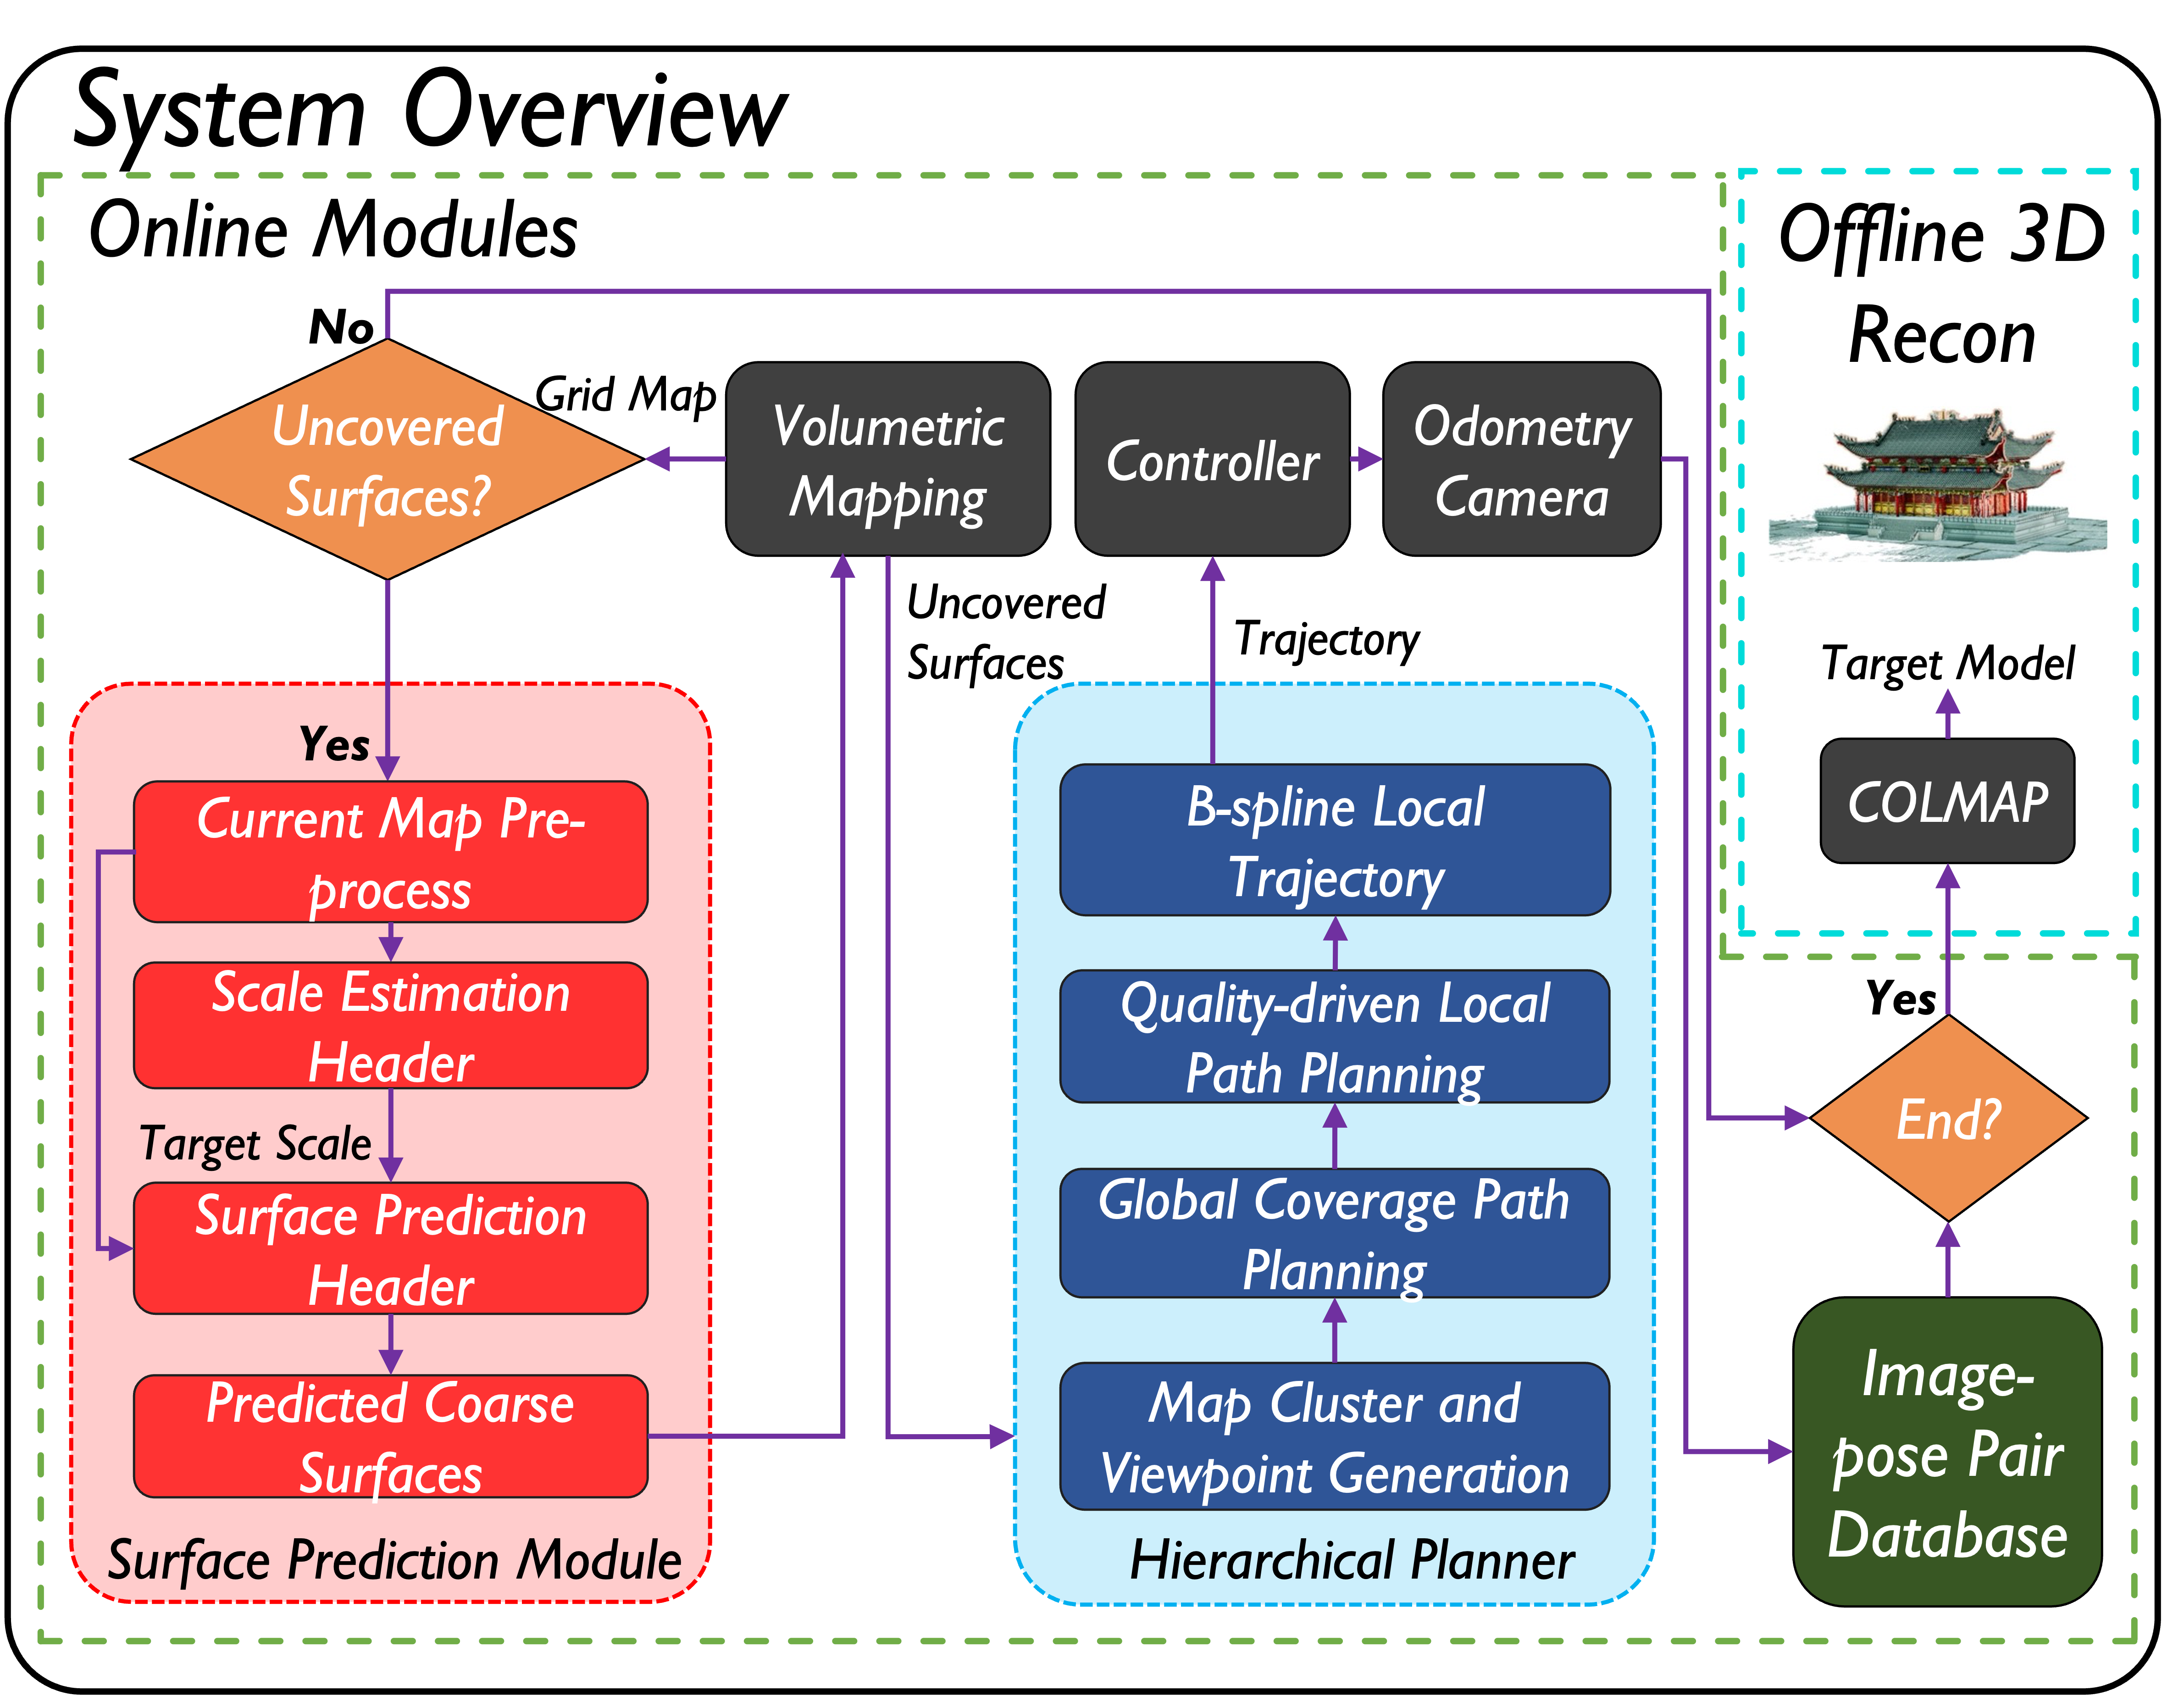 System Overview
Online Modules
Offline 3D
Recon
No
Uncovered
Surfaces?
Grid Map
Volumetric
Mapping
Controller
Odometry
Camera
Uncovered
Surfaces
Trajectory
Target Model
COLMAP
Yes
Current Map Pre-
process
Scale Estimation
Header
Target Scale
Surface Prediction
Header
Predicted Coarse
Surfaces
Surface Prediction Module
B-spline Local
Trajectory
Quality-driven Local
Path Planning
Global Coverage Path
Planning
Map Cluster and
Viewpoint Generation
Hierarchical Planner
Yes
End?
Image-
pose Pair
Database